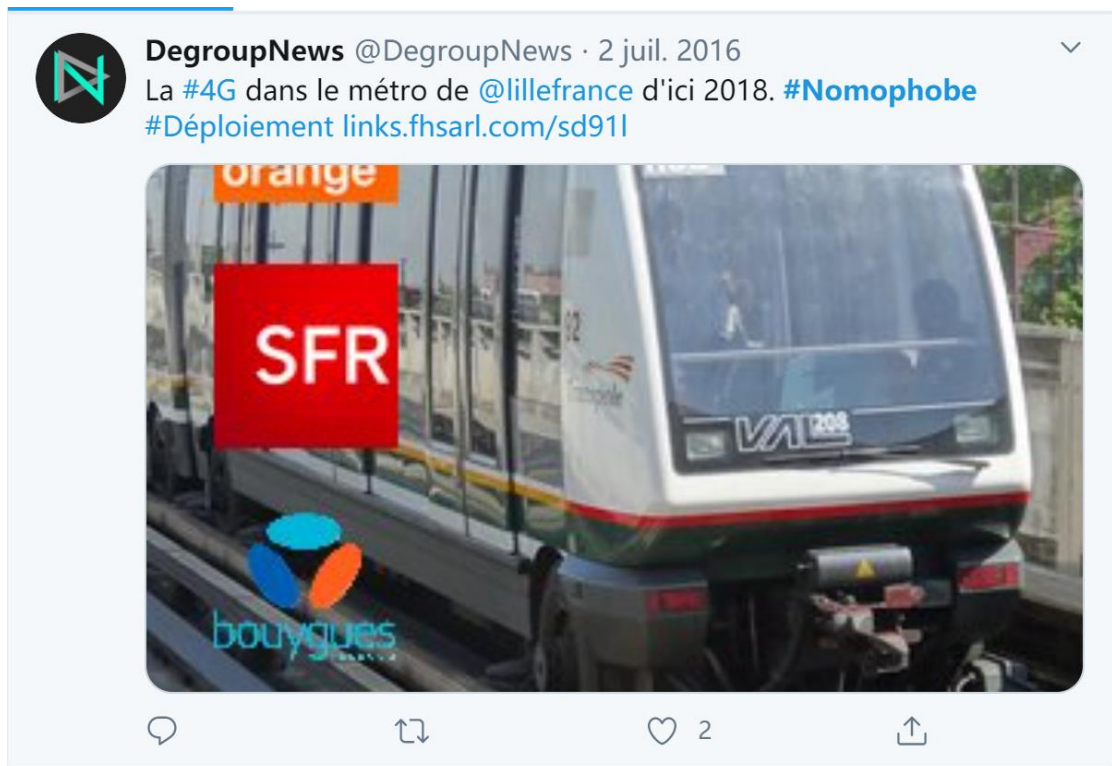 DegroupNews @DegroupNews · 2 juil. 2016
La #4G dans le métro de @lillefrance d'ici 2018. #Nomophobe
#Déploiement links.fhsarl.com/sd91l
orange
SFR
VAL 208
bouygues
2